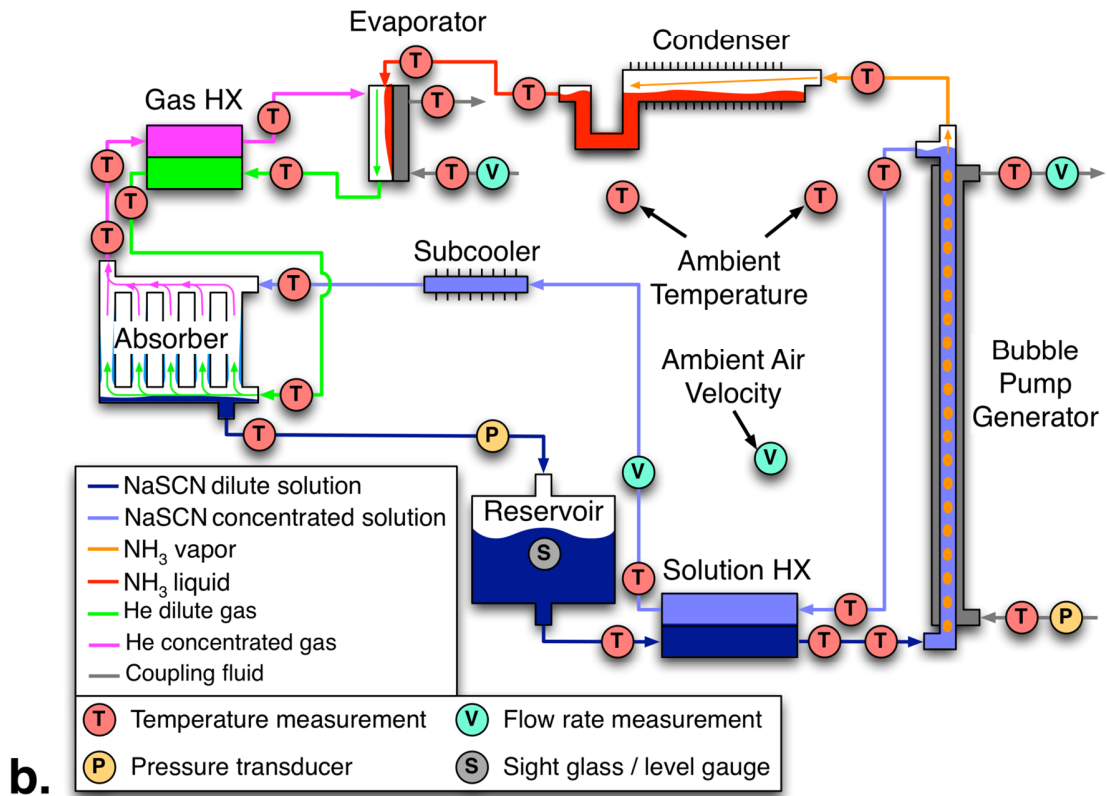 Evaporator
Condenser
T
T
T
T
Gas HX
T
T
T
T
T
V
T
T
T
V
T
T
T
T
Subcooler
Ambient
Temperature
T
Absorber
Ambient Air
Velocity
Bubble
Pump
Generator
T
T
P
V
V
NaSCN dilute solution
NaSCN concentrated solution
NH3 vapor
NH3 liquid
He dilute gas
He concentrated gas
Coupling fluid
Reservoir
S
T
Solution HX
T
T
T
T
T
P
T Temperature measurement
V Flow rate measurement
P Pressure transducer
S Sight glass / level gauge
b.